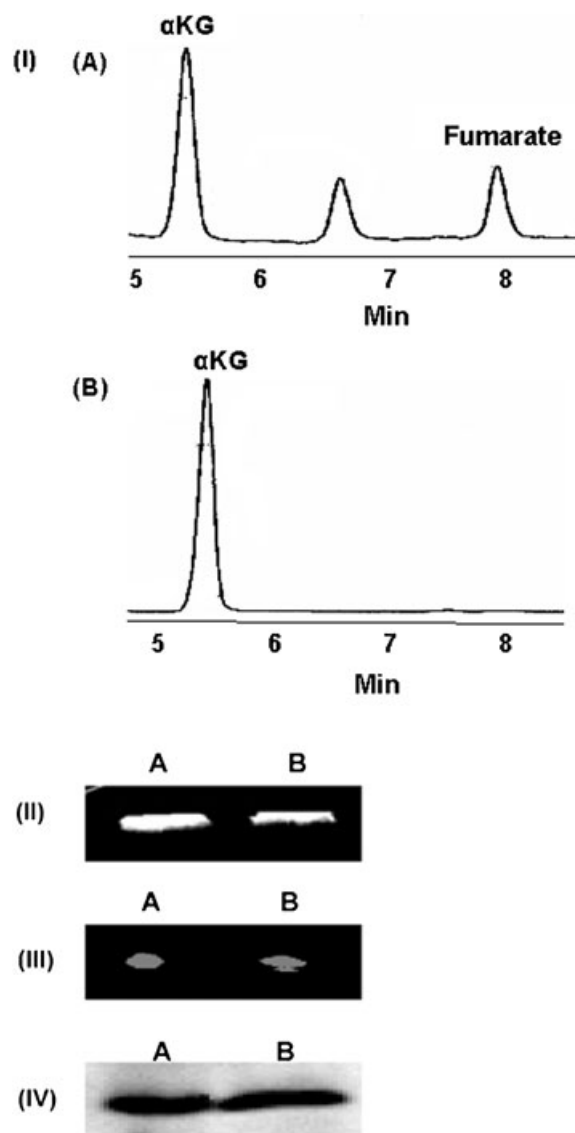 αKG
(I) (A)
Fumarate
5 6 7 8
Min
αKG
(B)
5 6 7 8
Min
A B
(II)
A B
(III)
A B
(IV)